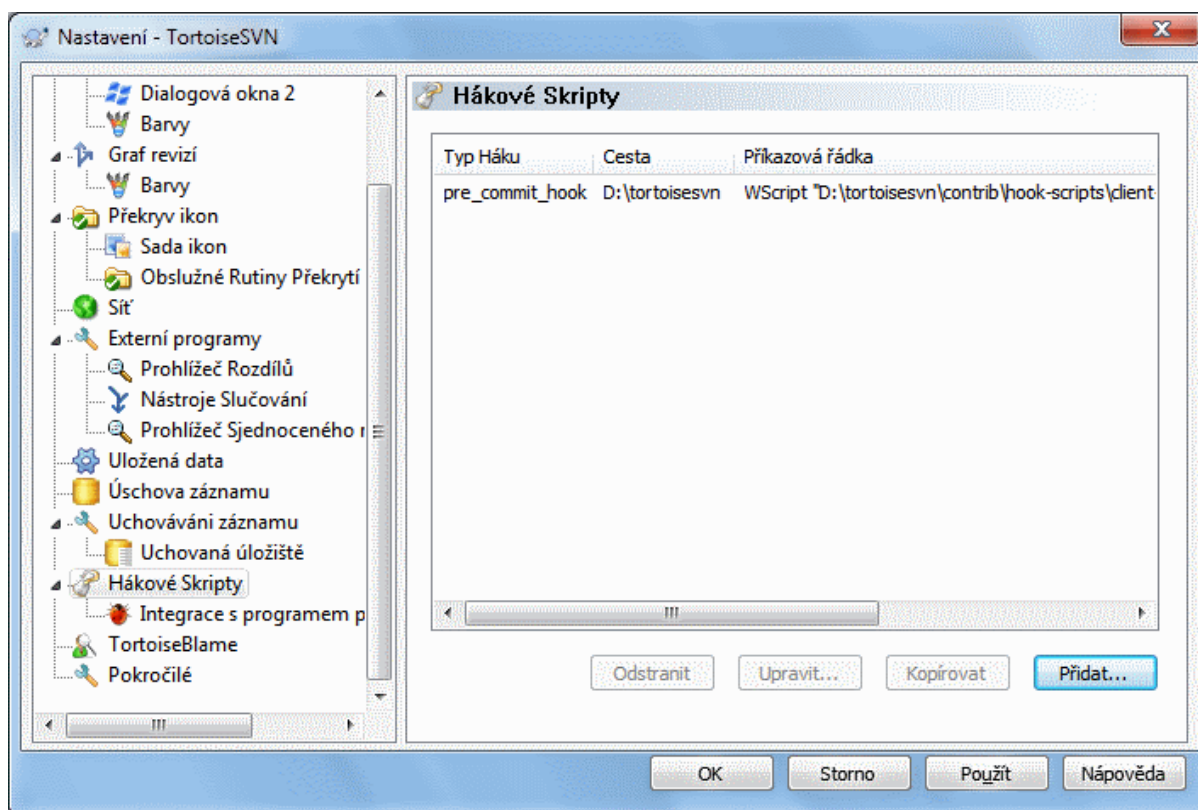 Nastavení - TortoiseSVN
Dialogová okna 2
Barvy
Graf revizí
Barvy
Překryv ikon
Sada ikon
Obslužné Rutiny Překrytí
Síť
Externí programy
Prohlížeč Rozdílů
Nástroje Slučování
Prohlížeč Sjednoceného r
Uložená data
Úschova záznamu
Uchováváni záznamu
Uchovaná úložiště
Hákové Skripty
Integrace s programem p
TortoiseBlame
Pokročilé
Hákové Skripty
Typ Háku Cesta Příkazová řádka
pre_commit_hook D:\tortoisesvn WScript "D:\tortoisesvn\contrib\hook-scripts\client-
Odstranit Upravit... Kopírovat Přidat...
OK Storno Použít Nápověda